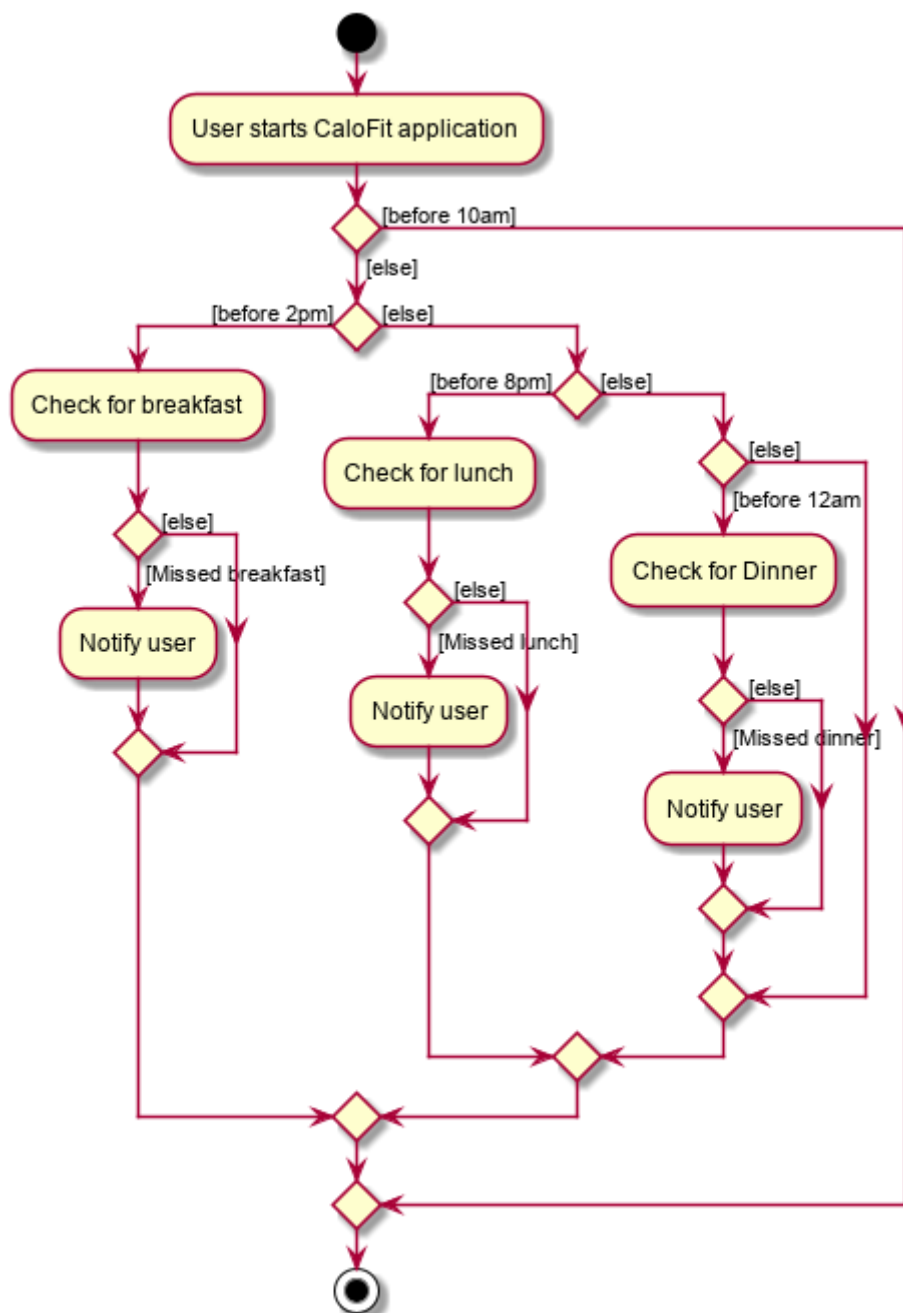 User starts CaloFit application
[before 10am]
[else]
[before 2pm]
[else]
[before 8pm]
[else]
Check for breakfast
Check for lunch
[else]
[before 12am
[else]
[Missed breakfast]
Check for Dinner
[else]
[Missed lunch]
Notify user
Notify user
[else]
[Missed dinner]
Notify user